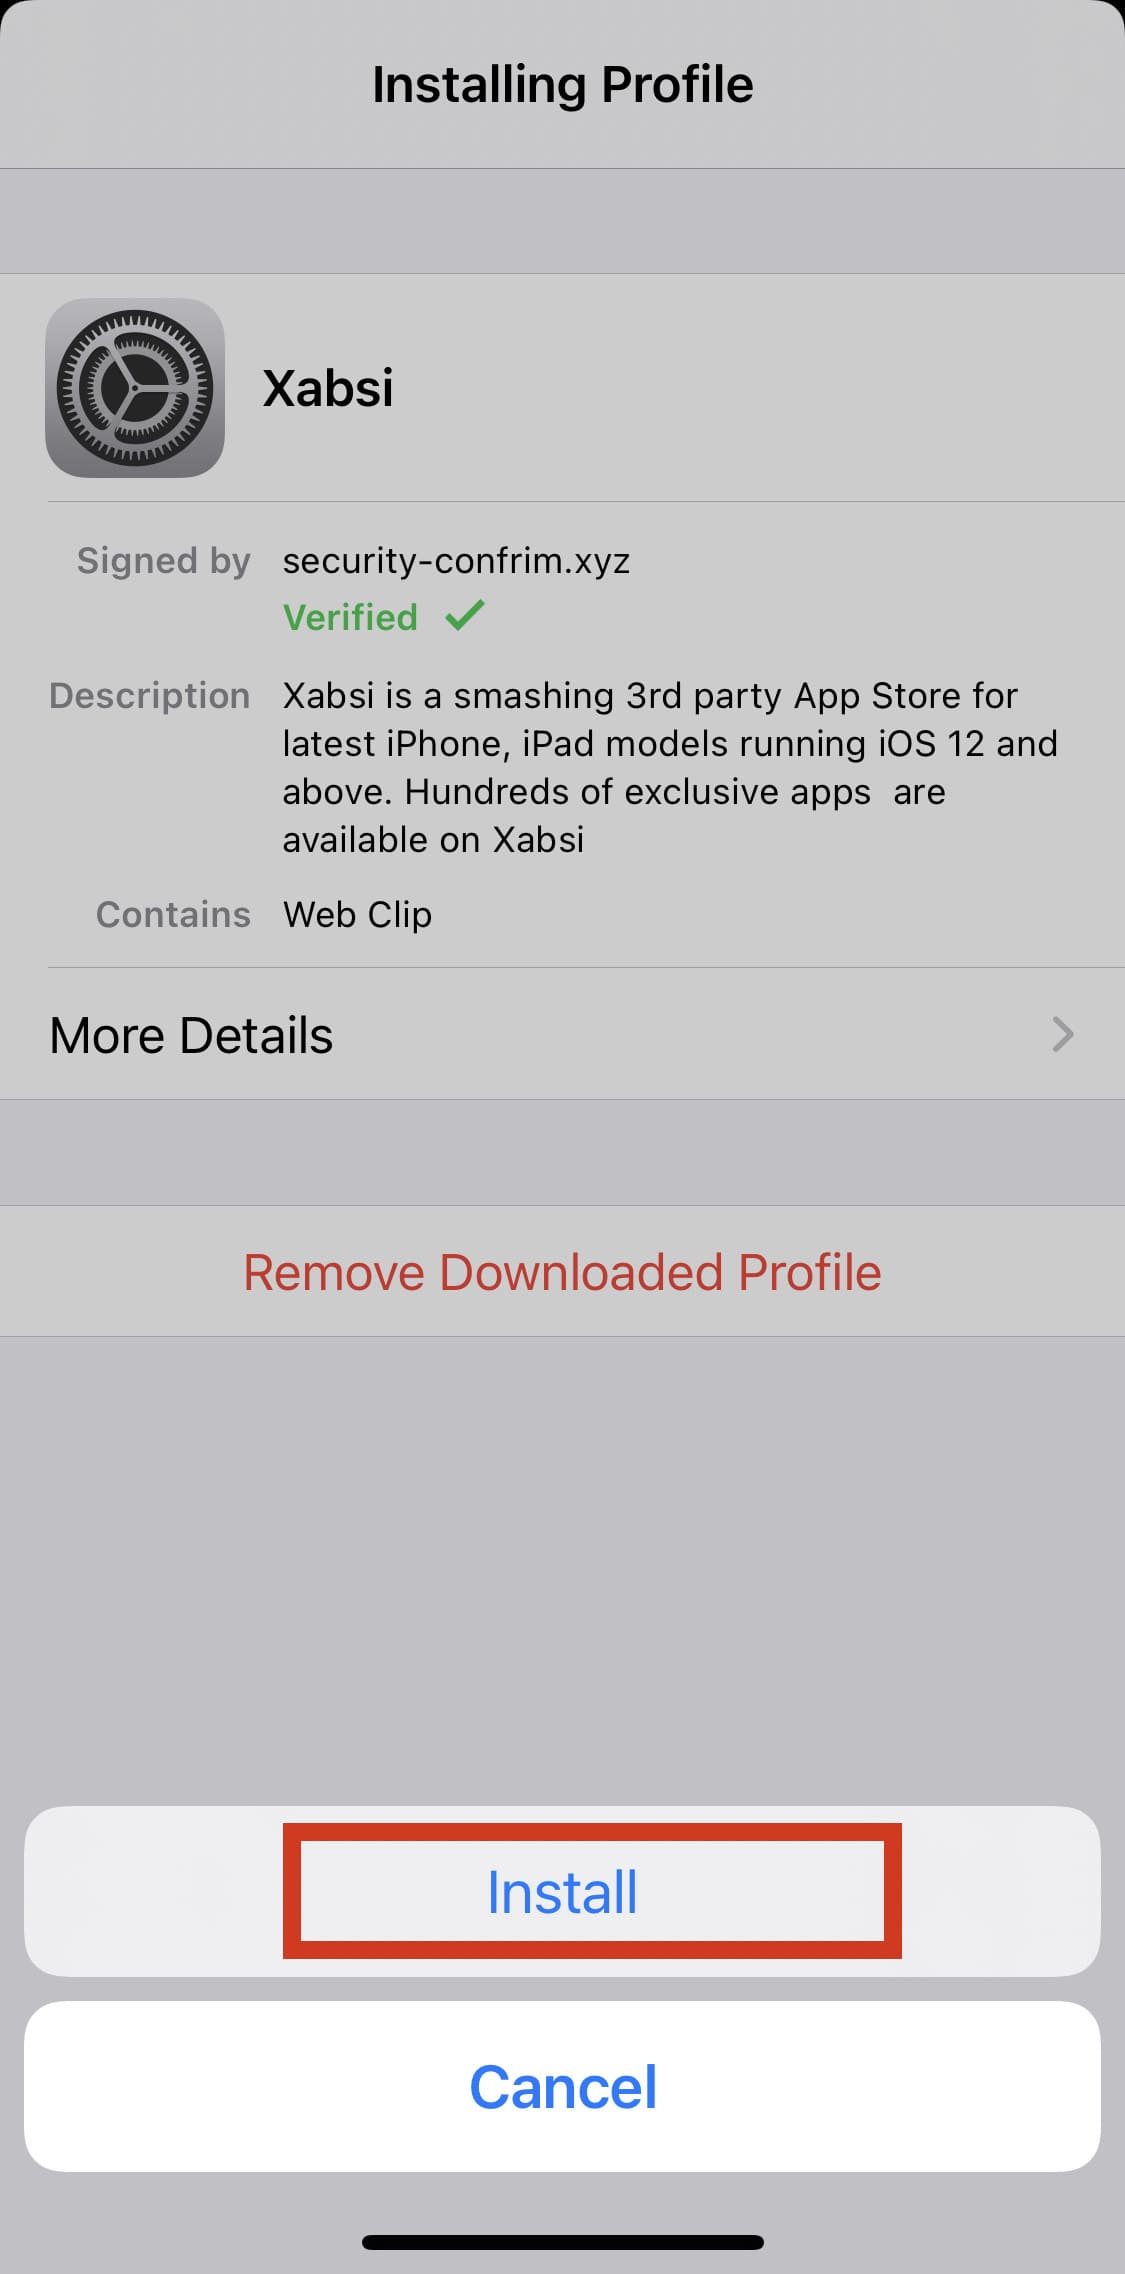 Installing Profile
Xabsi
Signed by security-confrim.xyz
Verified
Description Xabsi is a smashing 3rd party App Store for
latest iPhone, iPad models running iOS 12 and
above. Hundreds of exclusive apps  are
available on Xabsi
Contains Web Clip
More Details
Remove Downloaded Profile
Install
Cancel